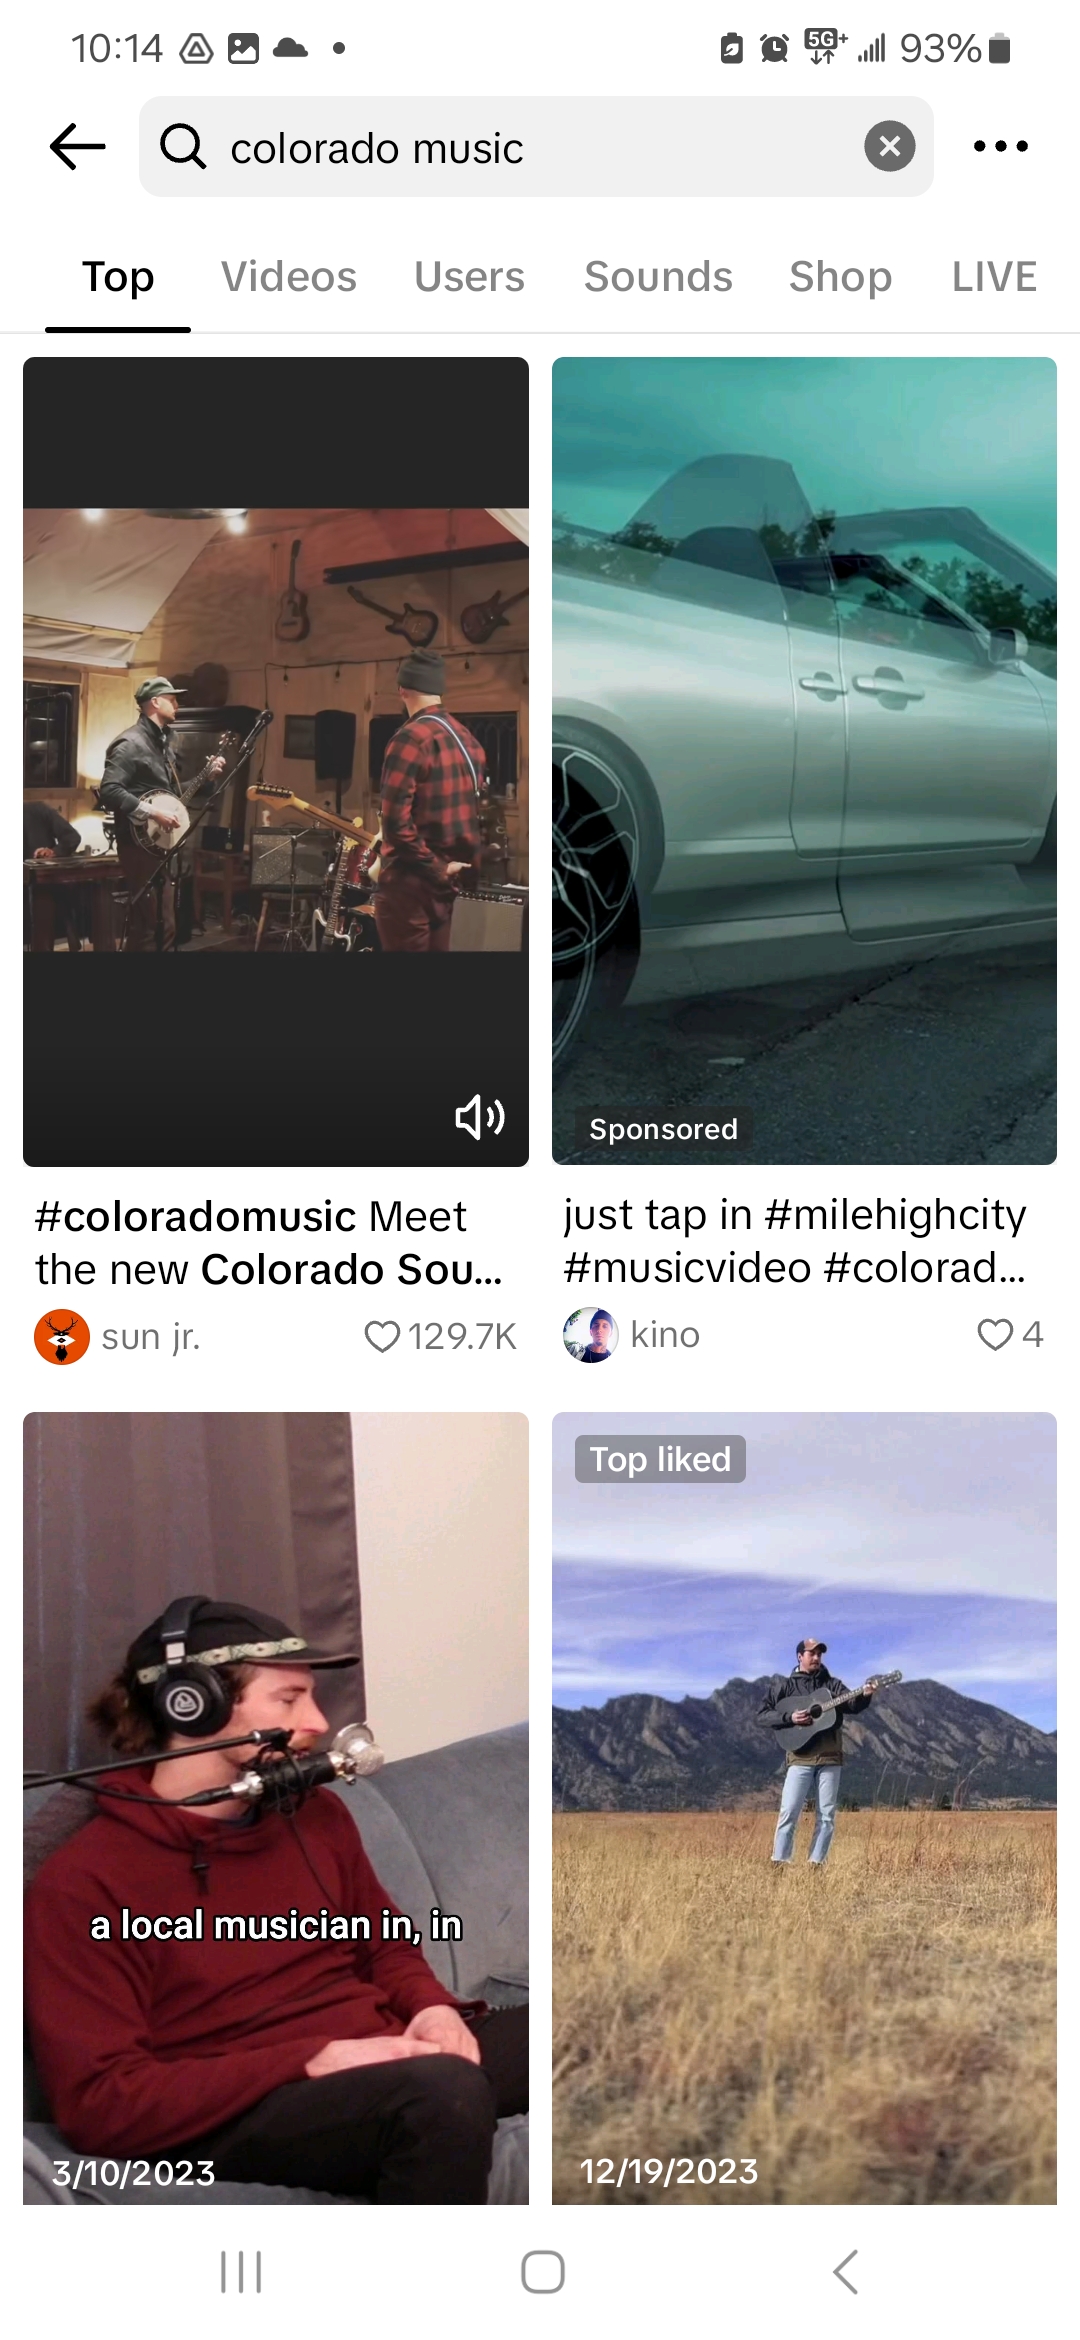 10:14
5G+
93%
colorado music
Top Videos Users Sounds Shop LIVE
Sponsored
#coloradomusic Meet
the new Colorado Sou...
sun jr. 129.7K
just tap in #milehighcity
#musicvideo #colorad...
kino 4
a local musician in, in
3/10/2023
Top liked
12/19/2023